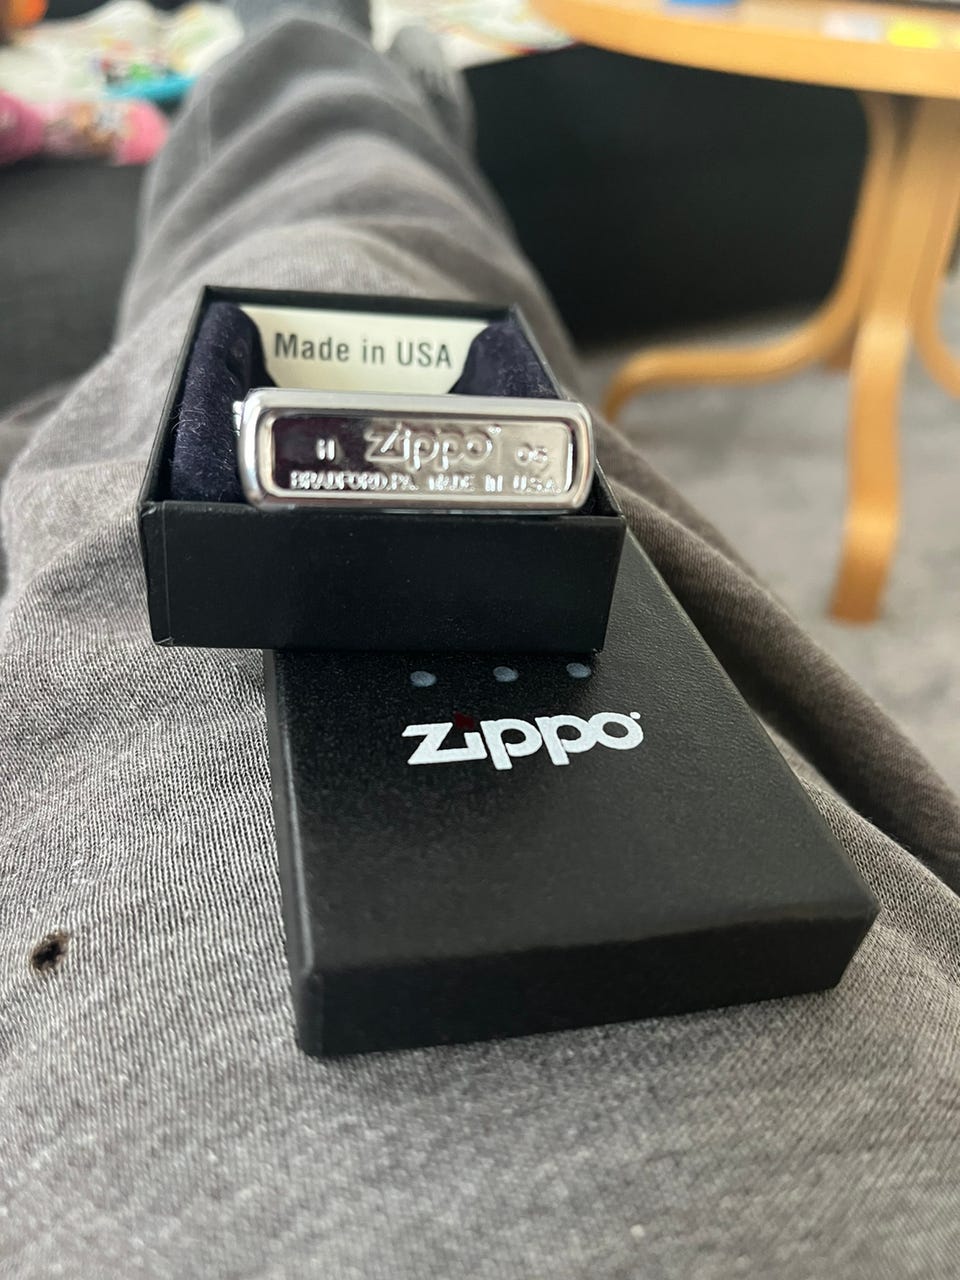 Made in USA
H zippo 05
BRADFORD,PA. MADE IN U.S.A.
zippo